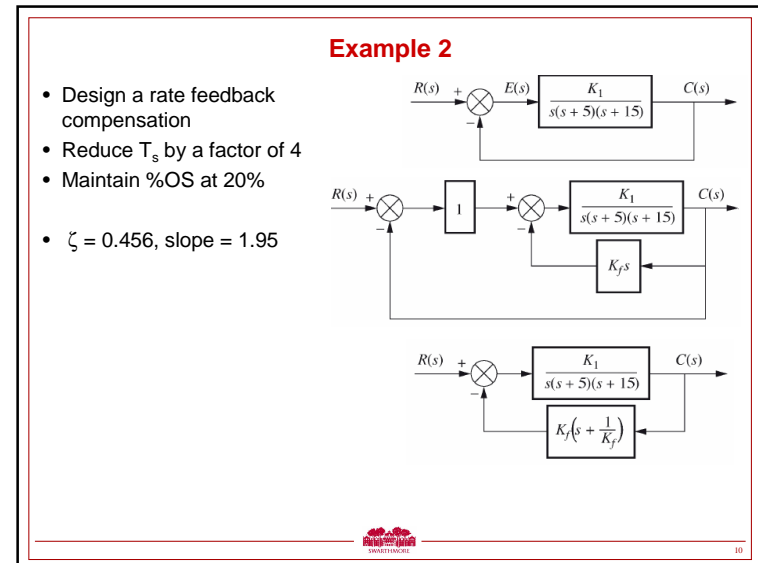 Example 2
• Design a rate feedback
compensation
• Reduce Ts by a factor of 4
• Maintain %OS at 20%
• ζ = 0.456, slope = 1.95
R(s) + − E(s) K1 / s(s + 5)(s + 15) C(s)
R(s) + − 1 + − K1 / s(s + 5)(s + 15) C(s)
Kf s
R(s) + − K1 / s(s + 5)(s + 15) C(s)
Kf(s + 1/Kf)
SWARTHMORE
10